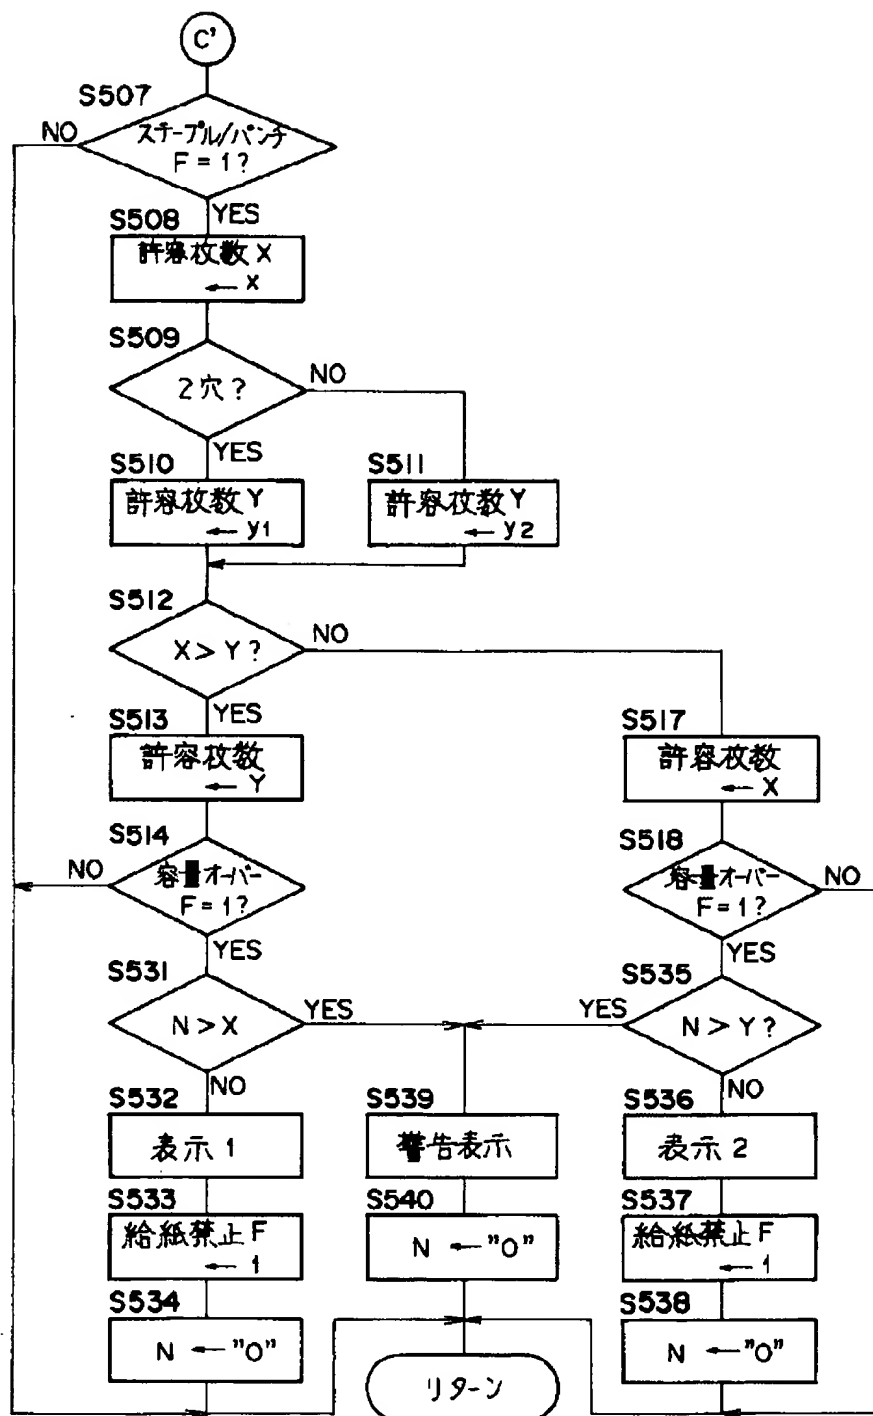 C'
S507
ステープル/パンチ
F = 1?
NO
YES
S508
許容枚数 X
← x
S509
2穴?
NO
YES
S510
許容枚数 Y
← y1
S511
許容枚数 Y
← y2
S512
X > Y?
NO
YES
S513
許容枚数
← Y
S517
許容枚数
← X
S514
容量オーバー
F = 1?
NO
YES
S518
容量オーバー
F = 1?
NO
YES
S531
N > X
YES
NO
S535
N > Y?
YES
NO
S532
表示 1
S539
警告表示
S536
表示 2
S533
給紙禁止 F
← 1
S540
N ← "0"
S537
給紙禁止 F
← 1
S534
N ← "0"
S538
N ← "0"
リターン